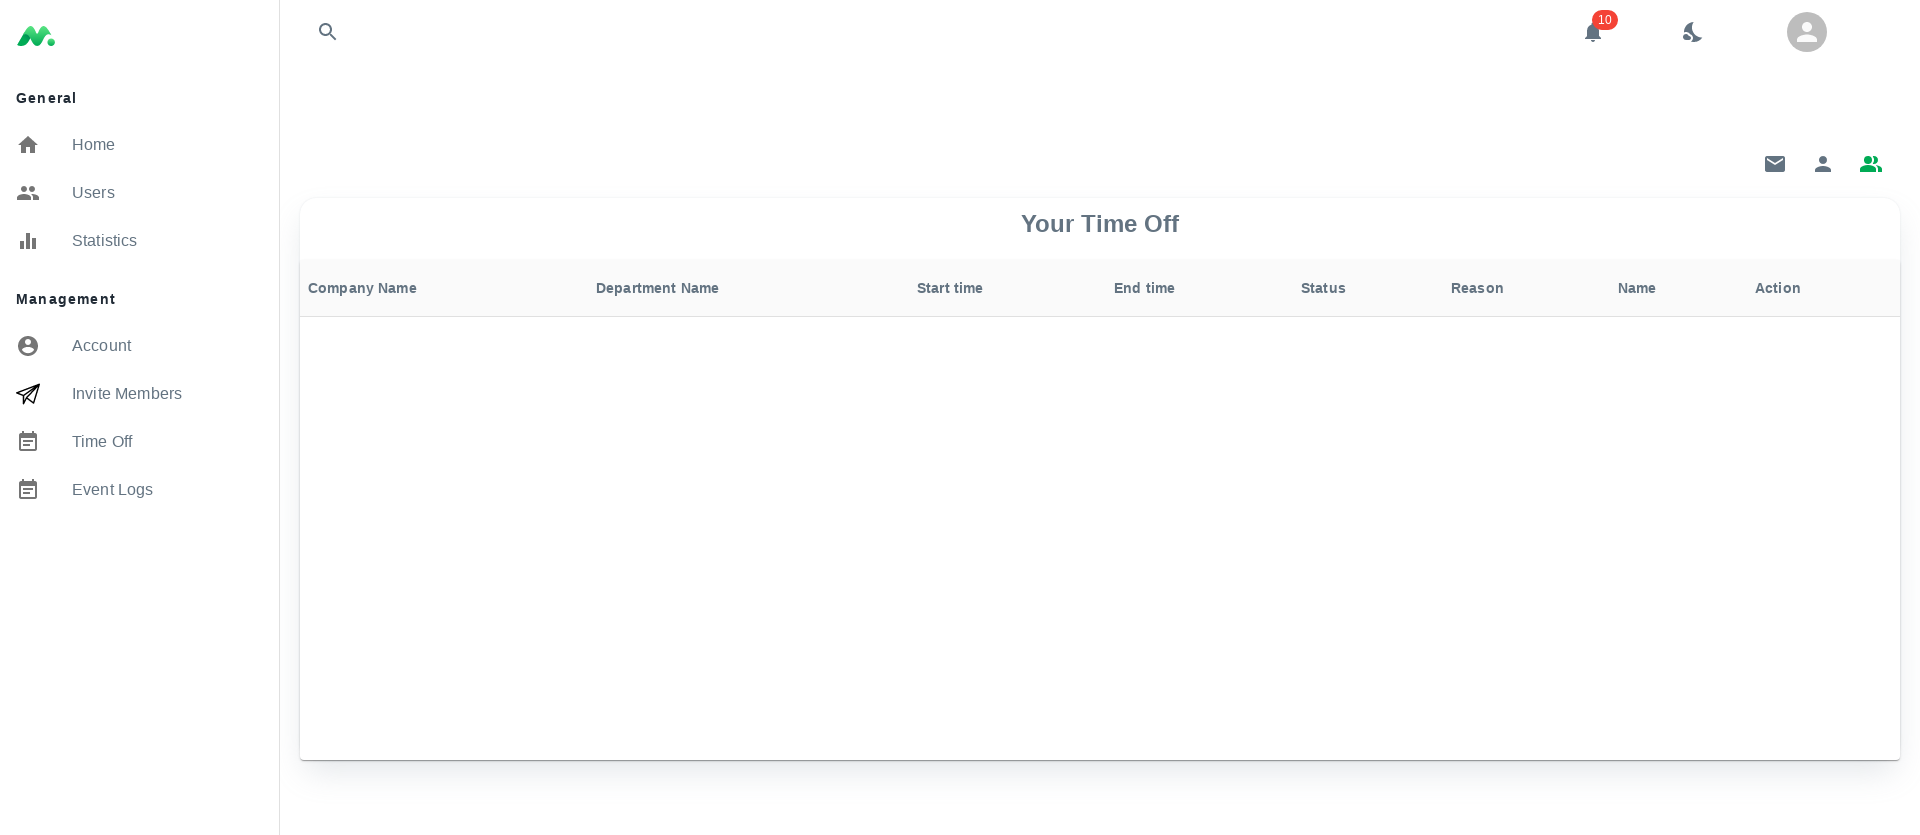 10
General
Home
Users
Statistics
Management
Account
Invite Members
Time Off
Event Logs
Your Time Off
Company Name Department Name Start time End time Status Reason Name Action